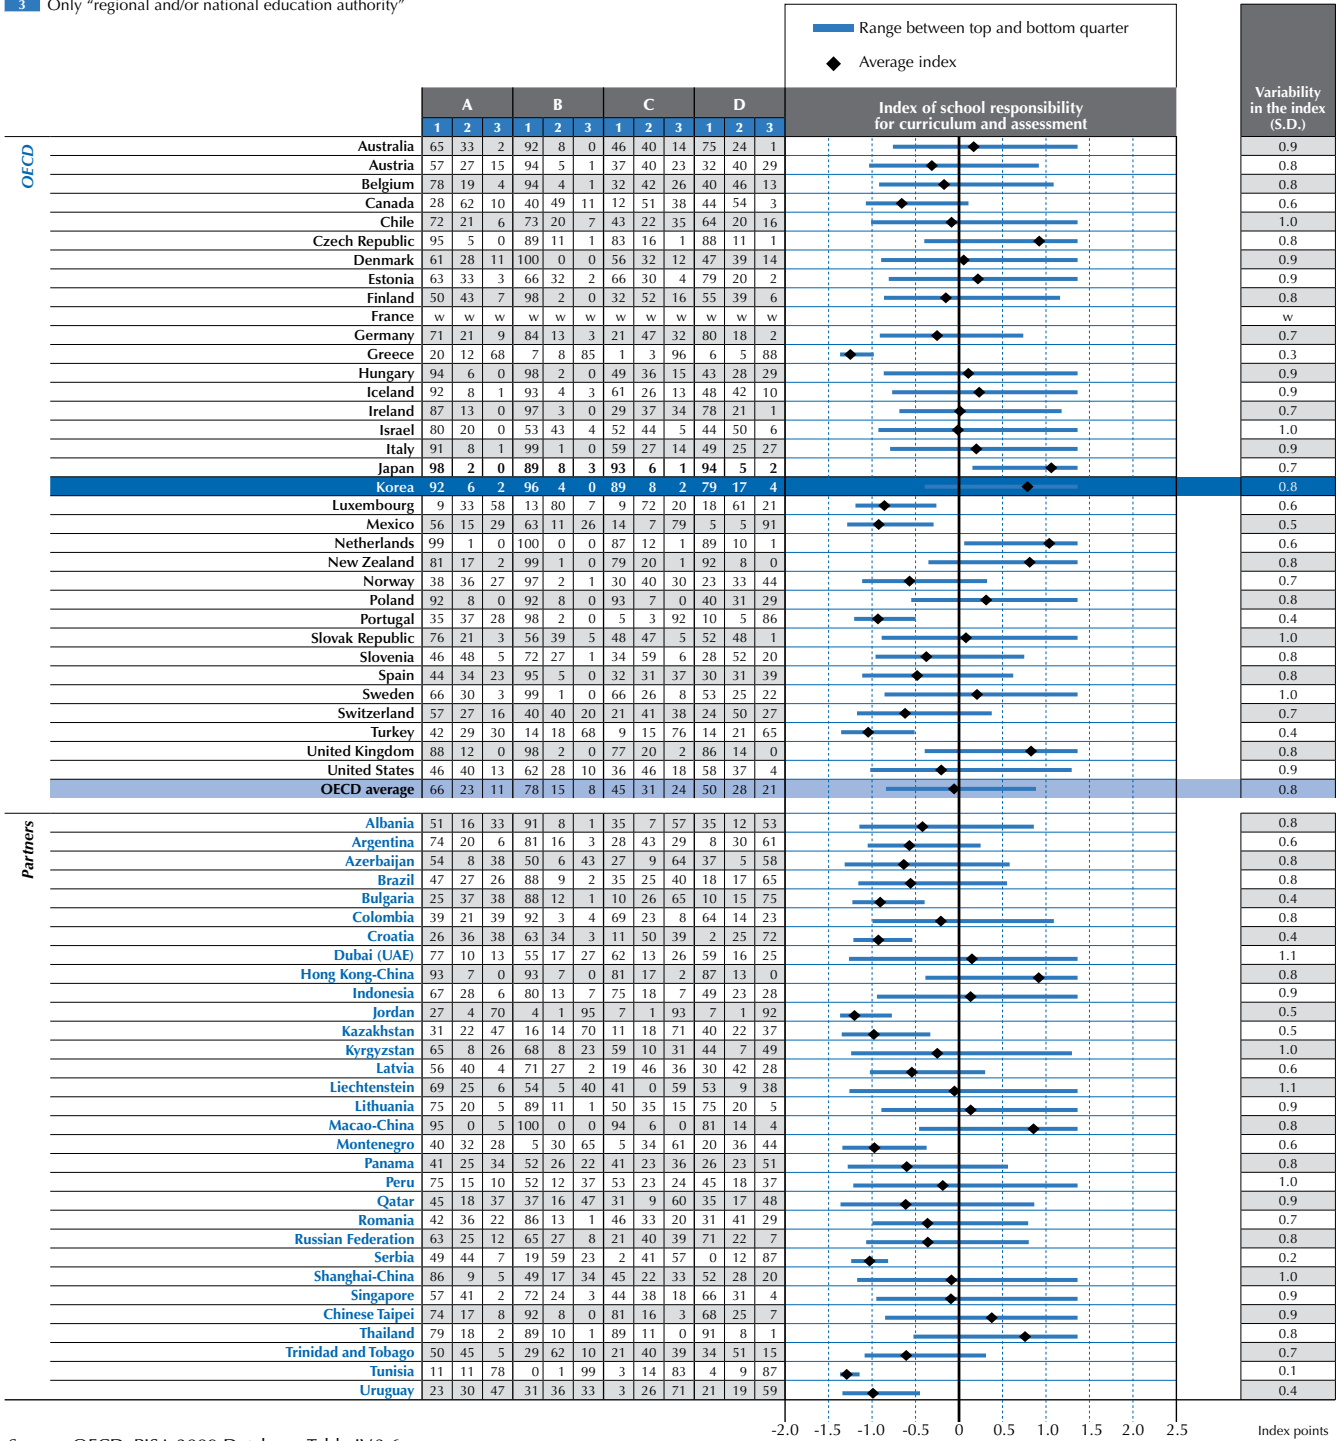 3 Only “regional and/or national education authority”
Range between top and bottom quarter
Average index
A B C D Index of school responsibility for curriculum and assessment Variability in the index (S.D.)
1 2 3 1 2 3 1 2 3 1 2 3
OECD
Australia 65 33 2 92 8 0 46 40 14 75 24 1 0.9
Austria 57 27 15 94 5 1 37 40 23 32 40 29 0.8
Belgium 78 19 4 94 4 1 32 42 26 40 46 13 0.8
Canada 28 62 10 40 49 11 12 51 38 44 54 3 0.6
Chile 72 21 6 73 20 7 43 22 35 64 20 16 1.0
Czech Republic 95 5 0 89 11 1 83 16 1 88 11 1 0.8
Denmark 61 28 11 100 0 0 56 32 12 47 39 14 0.9
Estonia 63 33 3 66 32 2 66 30 4 79 20 2 0.9
Finland 50 43 7 98 2 0 32 52 16 55 39 6 0.8
France w w w w w w w w w w w w w
Germany 71 21 9 84 13 3 21 47 32 80 18 2 0.7
Greece 20 12 68 7 8 85 1 3 96 6 5 88 0.3
Hungary 94 6 0 98 2 0 49 36 15 43 28 29 0.9
Iceland 92 8 1 93 4 3 61 26 13 48 42 10 0.9
Ireland 87 13 0 97 3 0 29 37 34 78 21 1 0.7
Israel 80 20 0 53 43 4 52 44 5 44 50 6 1.0
Italy 91 8 1 99 1 0 59 27 14 49 25 27 0.9
Japan 98 2 0 89 8 3 93 6 1 94 5 2 0.7
Korea 92 6 2 96 4 0 89 8 2 79 17 4 0.8
Luxembourg 9 33 58 13 80 7 9 72 20 18 61 21 0.6
Mexico 56 15 29 63 11 26 14 7 79 5 5 91 0.5
Netherlands 99 1 0 100 0 0 87 12 1 89 10 1 0.6
New Zealand 81 17 2 99 1 0 79 20 1 92 8 0 0.8
Norway 38 36 27 97 2 1 30 40 30 23 33 44 0.7
Poland 92 8 0 92 8 0 93 7 0 40 31 29 0.8
Portugal 35 37 28 98 2 0 5 3 92 10 5 86 0.4
Slovak Republic 76 21 3 56 39 5 48 47 5 52 48 1 1.0
Slovenia 46 48 5 72 27 1 34 59 6 28 52 20 0.8
Spain 44 34 23 95 5 0 32 31 37 30 31 39 0.8
Sweden 66 30 3 99 1 0 66 26 8 53 25 22 1.0
Switzerland 57 27 16 40 40 20 21 41 38 24 50 27 0.7
Turkey 42 29 30 14 18 68 9 15 76 14 21 65 0.4
United Kingdom 88 12 0 98 2 0 77 20 2 86 14 0 0.8
United States 46 40 13 62 28 10 36 46 18 58 37 4 0.9
OECD average 66 23 11 78 15 8 45 31 24 50 28 21 0.8
Partners
Albania 51 16 33 91 8 1 35 7 57 35 12 53 0.8
Argentina 74 20 6 81 16 3 28 43 29 8 30 61 0.6
Azerbaijan 54 8 38 50 6 43 27 9 64 37 5 58 0.8
Brazil 47 27 26 88 9 2 35 25 40 18 17 65 0.8
Bulgaria 25 37 38 88 12 1 10 26 65 10 15 75 0.4
Colombia 39 21 39 92 3 4 69 23 8 64 14 23 0.8
Croatia 26 36 38 63 34 3 11 50 39 2 25 72 0.4
Dubai (UAE) 77 10 13 55 17 27 62 13 26 59 16 25 1.1
Hong Kong-China 93 7 0 93 7 0 81 17 2 87 13 0 0.8
Indonesia 67 28 6 80 13 7 75 18 7 49 23 28 0.9
Jordan 27 4 70 4 1 95 7 1 93 7 1 92 0.5
Kazakhstan 31 22 47 16 14 70 11 18 71 40 22 37 0.5
Kyrgyzstan 65 8 26 68 8 23 59 10 31 44 7 49 1.0
Latvia 56 40 4 71 27 2 19 46 36 30 42 28 0.6
Liechtenstein 69 25 6 54 5 40 41 0 59 53 9 38 1.1
Lithuania 75 20 5 89 11 1 50 35 15 75 20 5 0.9
Macao-China 95 0 5 100 0 0 94 6 0 81 14 4 0.8
Montenegro 40 32 28 5 30 65 5 34 61 20 36 44 0.6
Panama 41 25 34 52 26 22 41 23 36 26 23 51 0.8
Peru 75 15 10 52 12 37 53 23 24 45 18 37 1.0
Qatar 45 18 37 37 16 47 31 9 60 35 17 48 0.9
Romania 42 36 22 86 13 1 46 33 20 31 41 29 0.7
Russian Federation 63 25 12 65 27 8 21 40 39 71 22 7 0.8
Serbia 49 44 7 19 59 23 2 41 57 0 12 87 0.2
Shanghai-China 86 9 5 49 17 34 45 22 33 52 28 20 1.0
Singapore 57 41 2 72 24 3 44 38 18 66 31 4 0.9
Chinese Taipei 74 17 8 92 8 0 81 16 3 68 25 7 0.9
Thailand 79 18 2 89 10 1 89 11 0 91 8 1 0.8
Trinidad and Tobago 50 45 5 29 62 10 21 40 39 34 51 15 0.7
Tunisia 11 11 78 0 1 99 3 14 83 4 9 87 0.1
Uruguay 23 30 47 31 36 33 3 26 71 21 19 59 0.4
-2.0 -1.5 -1.0 -0.5 0 0.5 1.0 1.5 2.0 2.5 Index points